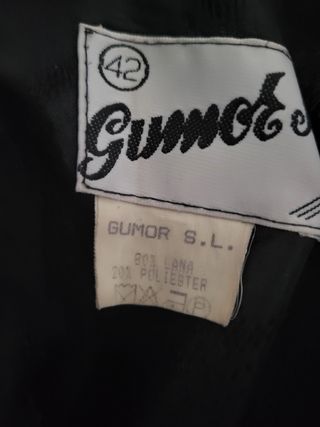 42
Gumor
GUMOR S.L.
80% LANA
20% POLIESTER
P